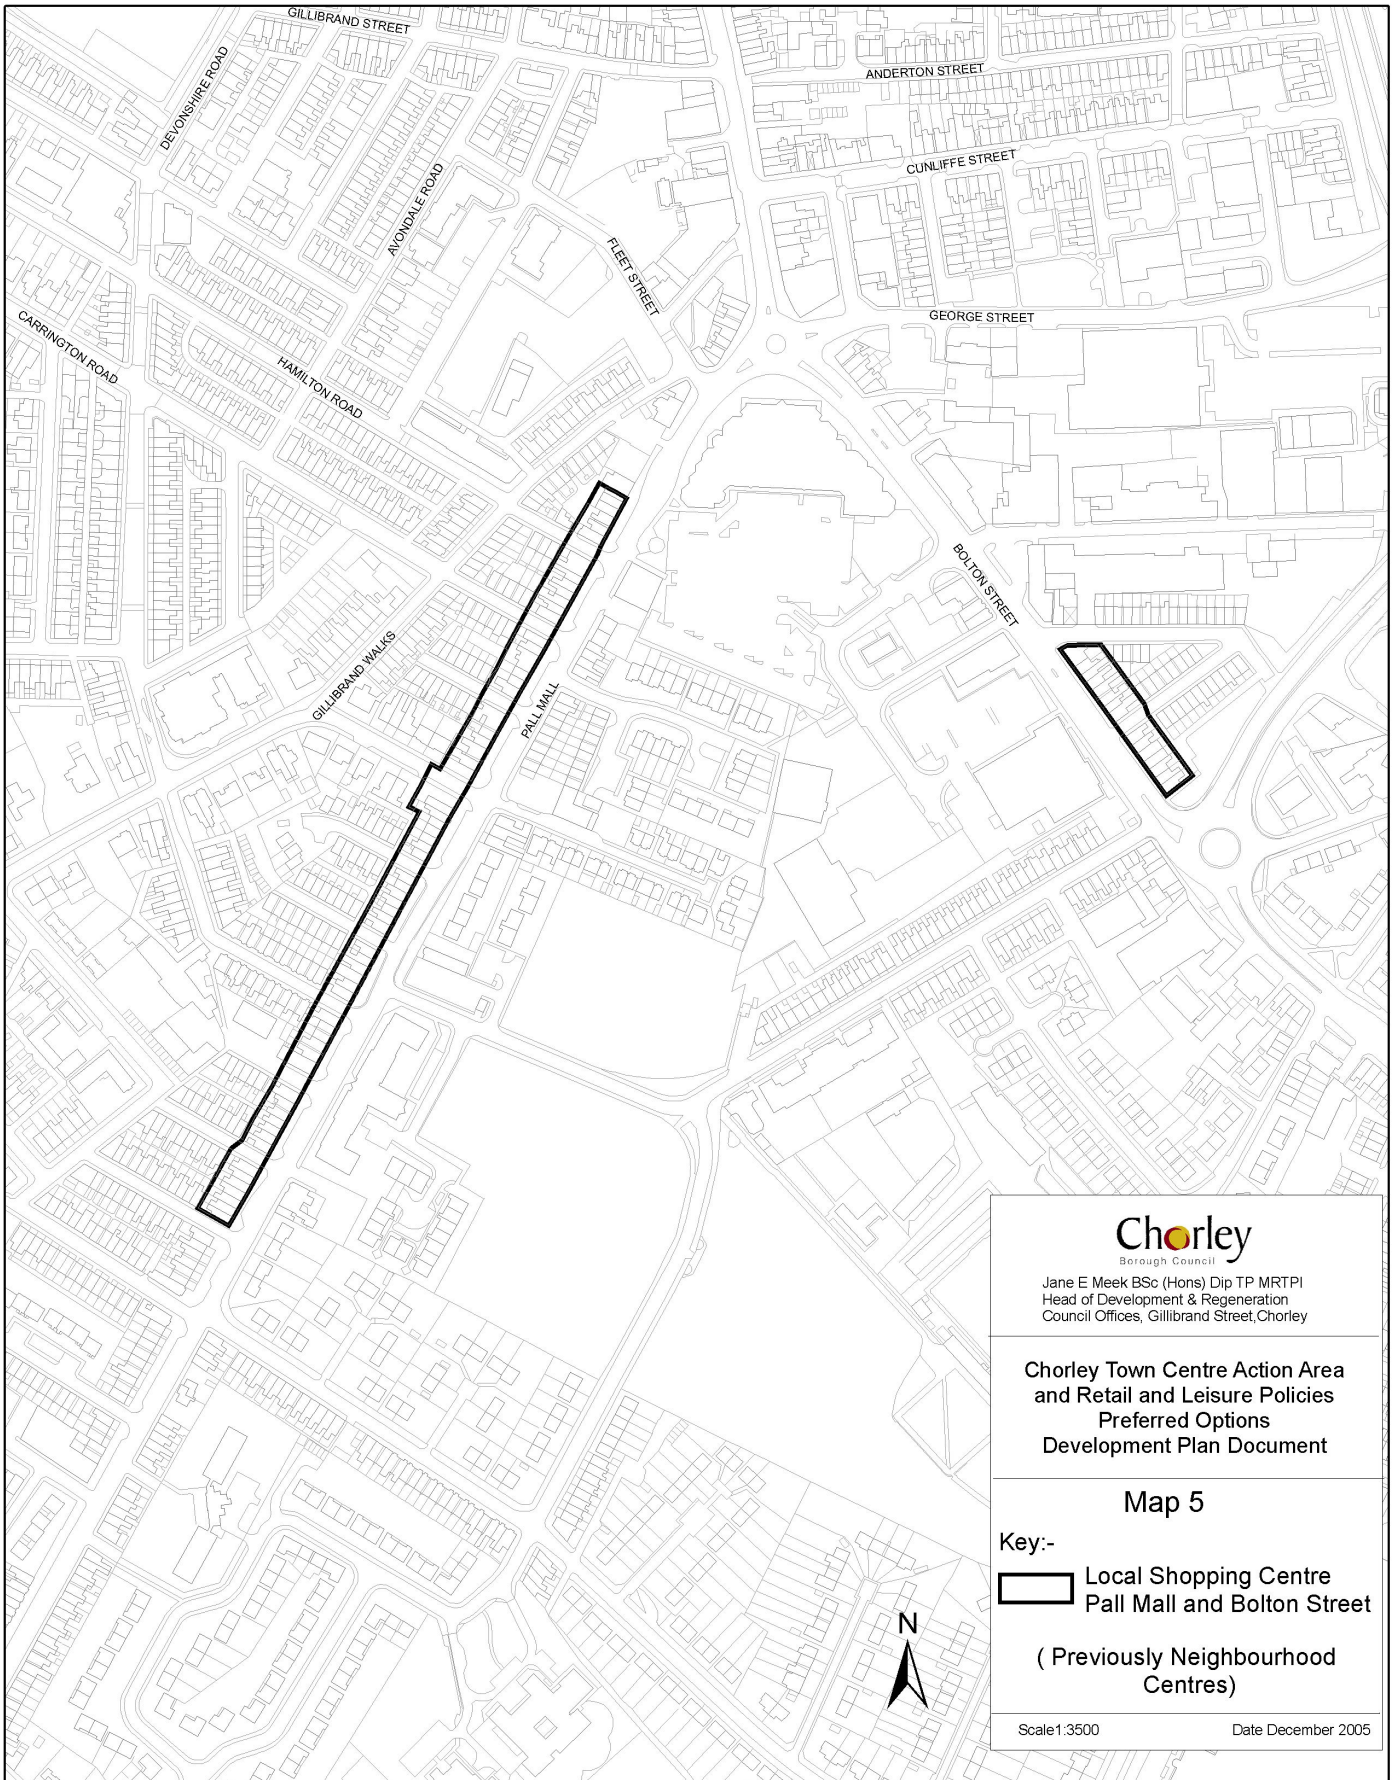 GILLIBRAND STREET
DEVONSHIRE ROAD
ANDERTON STREET
CUNLIFFE STREET
AVONDALE ROAD
FLEET STREET
GEORGE STREET
CARRINGTON ROAD
HAMILTON ROAD
BOLTON STREET
GILLIBRAND WALKS
PALL MALL
Chorley
Borough Council
Jane E Meek BSc (Hons) Dip TP MRTPI
Head of Development & Regeneration
Council Offices, Gillibrand Street,Chorley
Chorley Town Centre Action Area
and Retail and Leisure Policies
Preferred Options
Development Plan Document
Map 5
Key:-
Local Shopping Centre
Pall Mall and Bolton Street
( Previously Neighbourhood
Centres)
N
Scale1:3500
Date December 2005